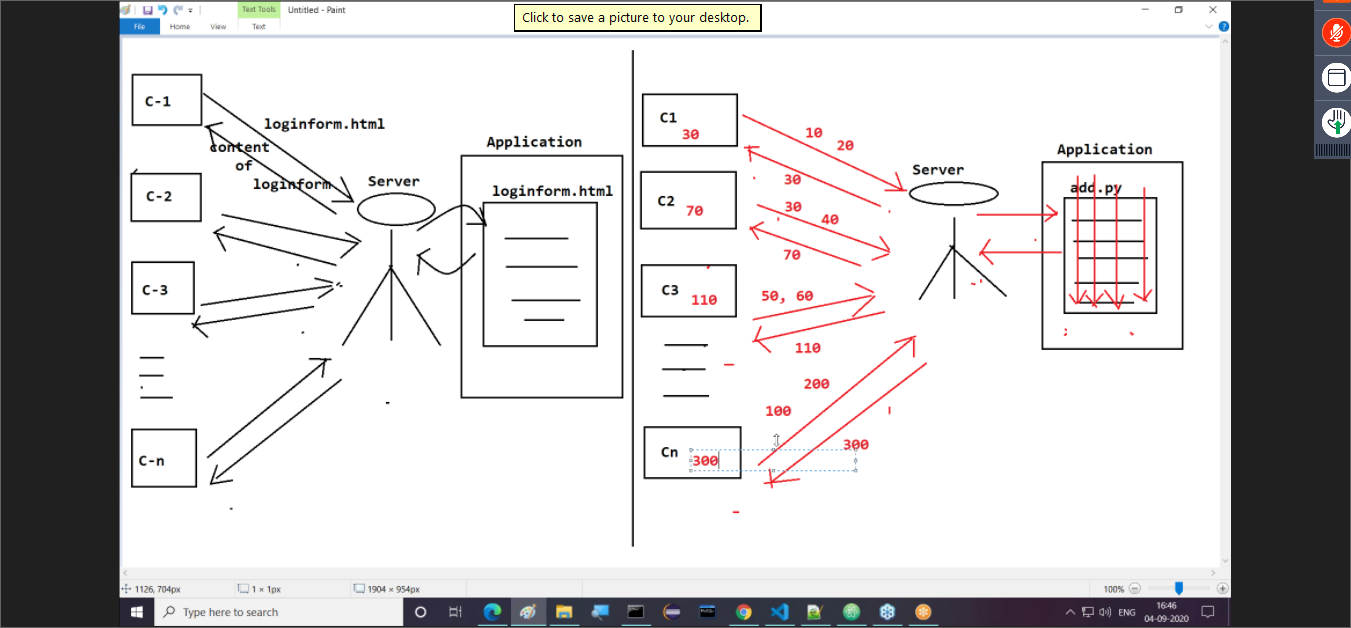 Text Tools
Untitled - Paint
Click to save a picture to your desktop.
File
Home
View
Text
C-1
loginform.html
content
of
loginform
C-2
C-3
C-n
Server
Application
loginform.html
C1
30
10
20
30
C2
70
30
40
70
C3
110
50, 60
110
200
100
300
Cn
300
Server
Application
add.py
1126, 704px
1 × 1px
1904 × 954px
100%
Type here to search
ENG
16:46
04-09-2020